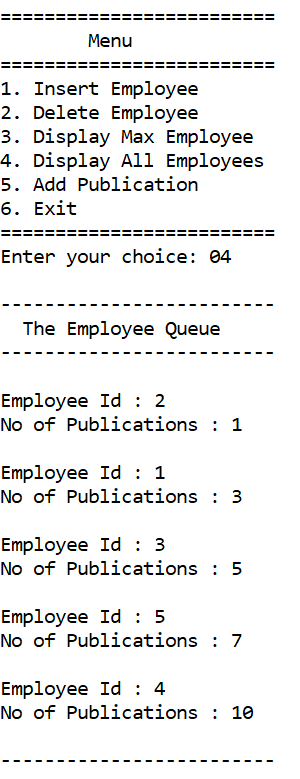 =========================
Menu
=========================
1. Insert Employee
2. Delete Employee
3. Display Max Employee
4. Display All Employees
5. Add Publication
6. Exit
=========================
Enter your choice: 04
-------------------------
The Employee Queue
-------------------------
Employee Id : 2
No of Publications : 1
Employee Id : 1
No of Publications : 3
Employee Id : 3
No of Publications : 5
Employee Id : 5
No of Publications : 7
Employee Id : 4
No of Publications : 10
-------------------------